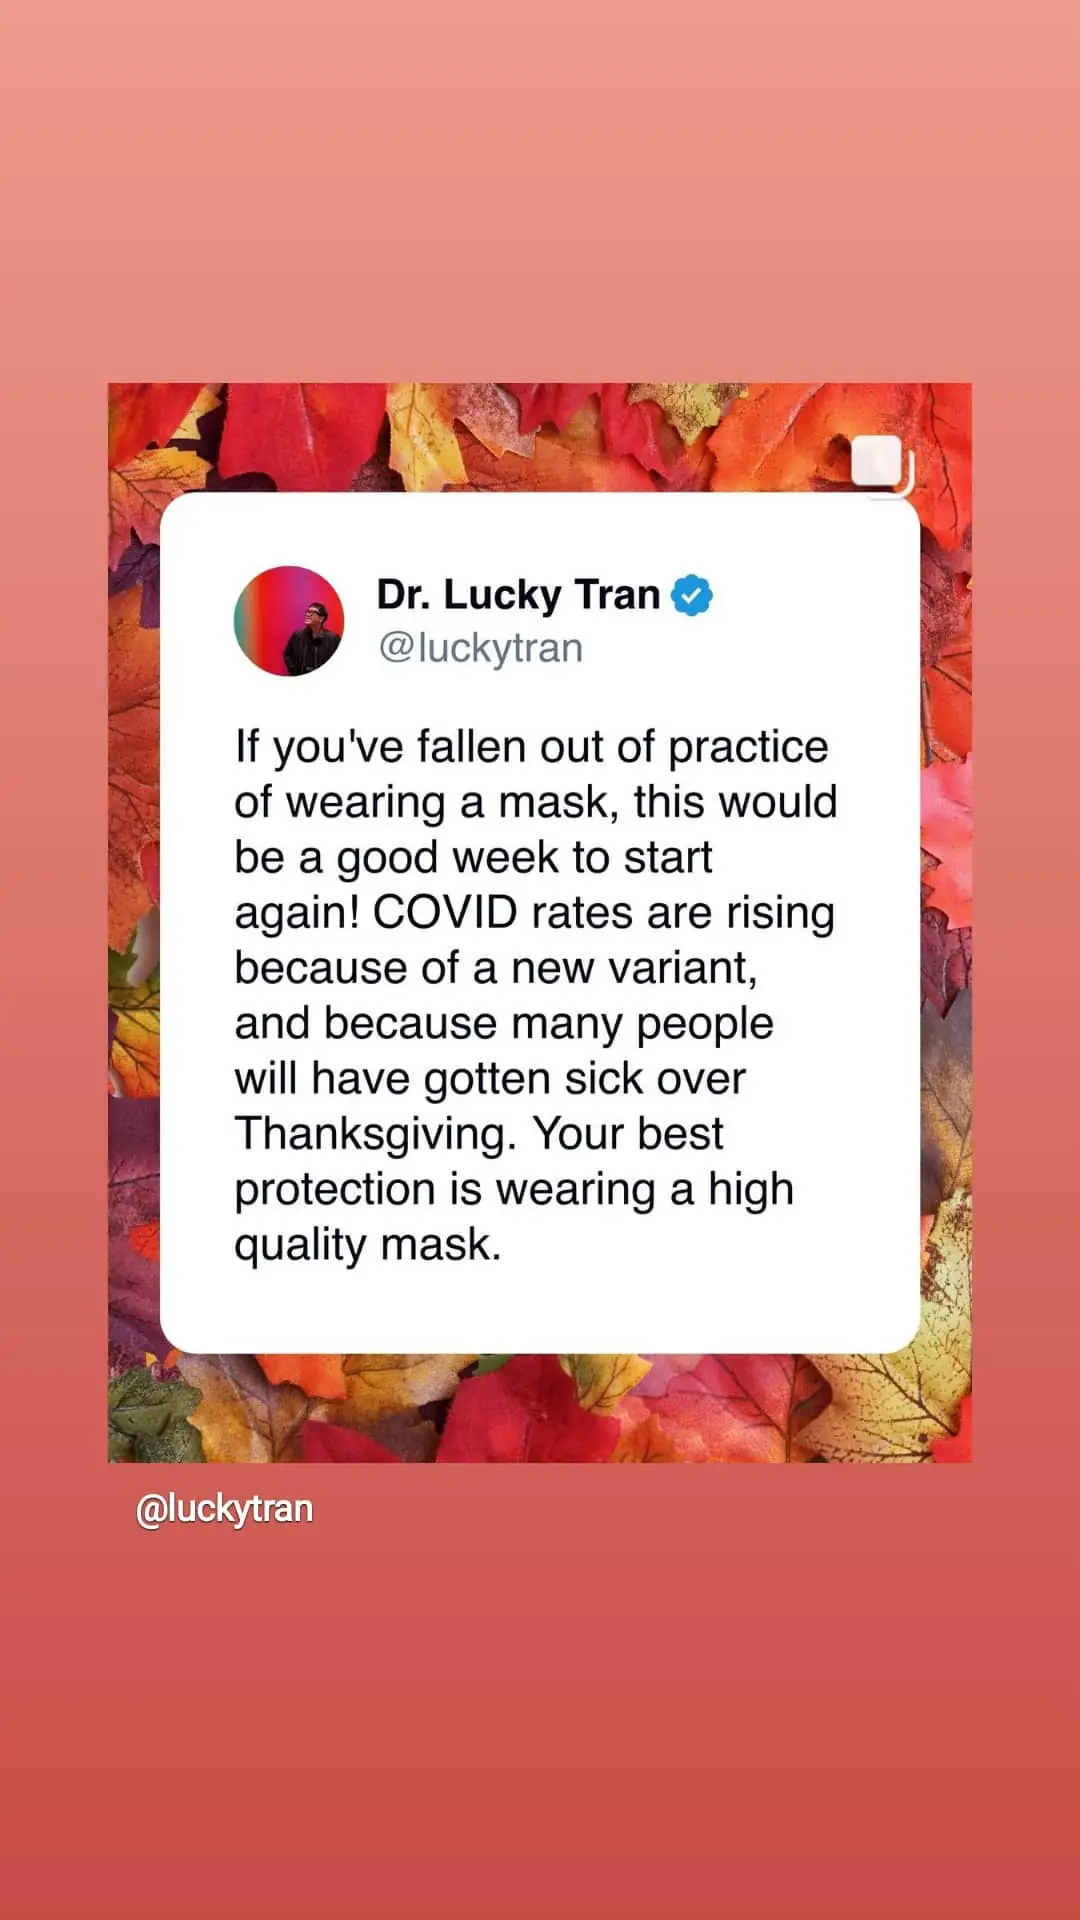 Dr. Lucky Tran
@luckytran
If you've fallen out of practice
of wearing a mask, this would
be a good week to start
again! COVID rates are rising
because of a new variant,
and because many people
will have gotten sick over
Thanksgiving. Your best
protection is wearing a high
quality mask.
@luckytran